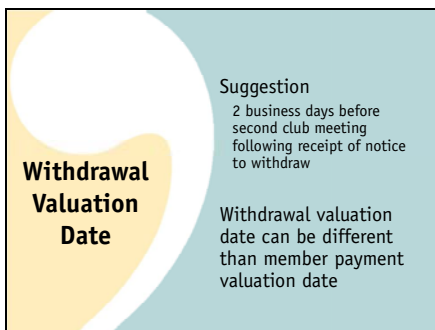 Withdrawal
Valuation
Date
Suggestion
2 business days before
second club meeting
following receipt of notice
to withdraw
Withdrawal valuation
date can be different
than member payment
valuation date